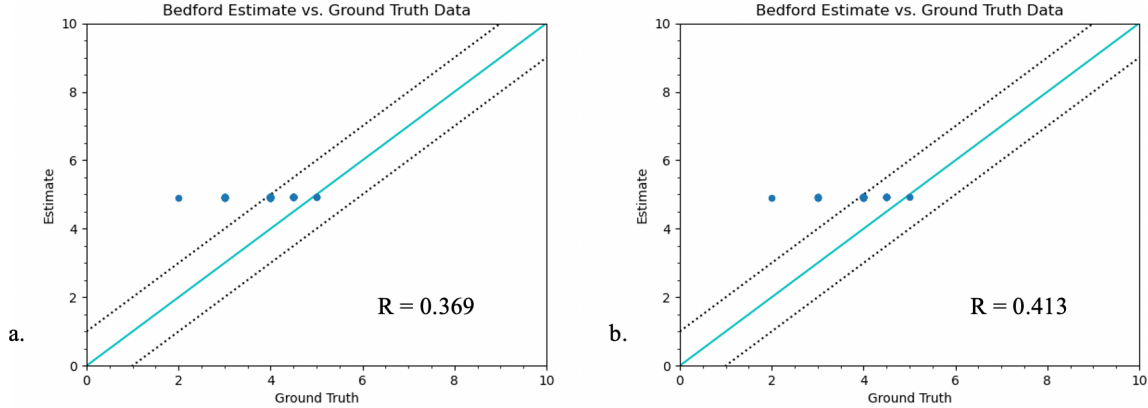 Bedford Estimate vs. Ground Truth Data
10
8
6
4
2
0
Estimate
R = 0.369
a.
0 2 4 6 8 10
Ground Truth
Bedford Estimate vs. Ground Truth Data
10
8
6
4
2
0
Estimate
R = 0.413
b.
0 2 4 6 8 10
Ground Truth